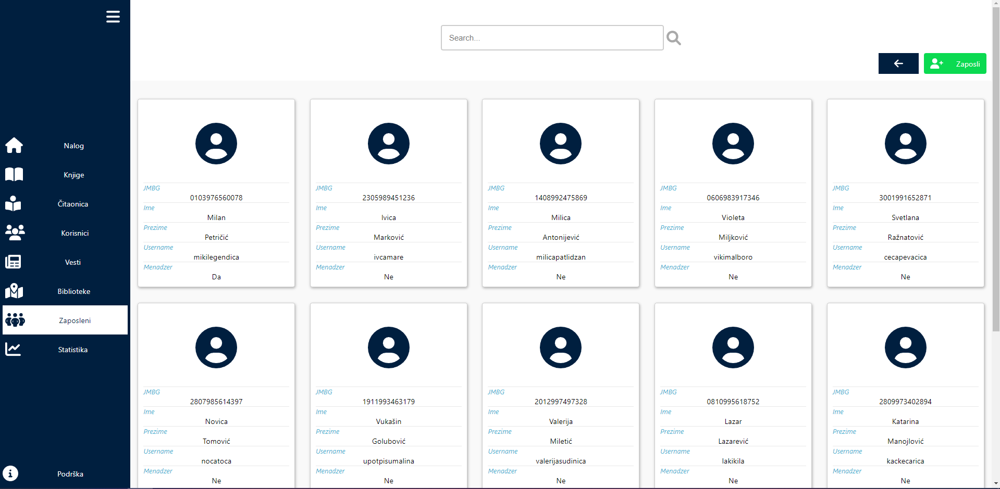 Search...
Zaposli
Nalog
Knjige
Čitaonica
Korisnici
Vesti
Biblioteke
Zaposleni
Statistika
Podrška
JMBG
0103976560078
Ime
Milan
Prezime
Petričić
Username
mikilegendica
Menadzer
Da
JMBG
2305989451236
Ime
Ivica
Prezime
Marković
Username
ivcamare
Menadzer
Ne
JMBG
1408992475869
Ime
Milica
Prezime
Antonijević
Username
milicapatlidzan
Menadzer
Ne
JMBG
0606983917346
Ime
Violeta
Prezime
Miljković
Username
vikimalboro
Menadzer
Ne
JMBG
3001991652871
Ime
Svetlana
Prezime
Ražnatović
Username
cecapevacica
Menadzer
Ne
JMBG
2807985614397
Ime
Novica
Prezime
Tomović
Username
nocatoca
Menadzer
Ne
JMBG
1911993463179
Ime
Vukašin
Prezime
Golubović
Username
upotpisumalina
Menadzer
Ne
JMBG
2012997497328
Ime
Valerija
Prezime
Miletić
Username
valerijasudinica
Menadzer
Ne
JMBG
0810995618752
Ime
Lazar
Prezime
Lazarević
Username
lakikila
Menadzer
Ne
JMBG
2809973402894
Ime
Katarina
Prezime
Manojlović
Username
kackecarica
Menadzer
Ne